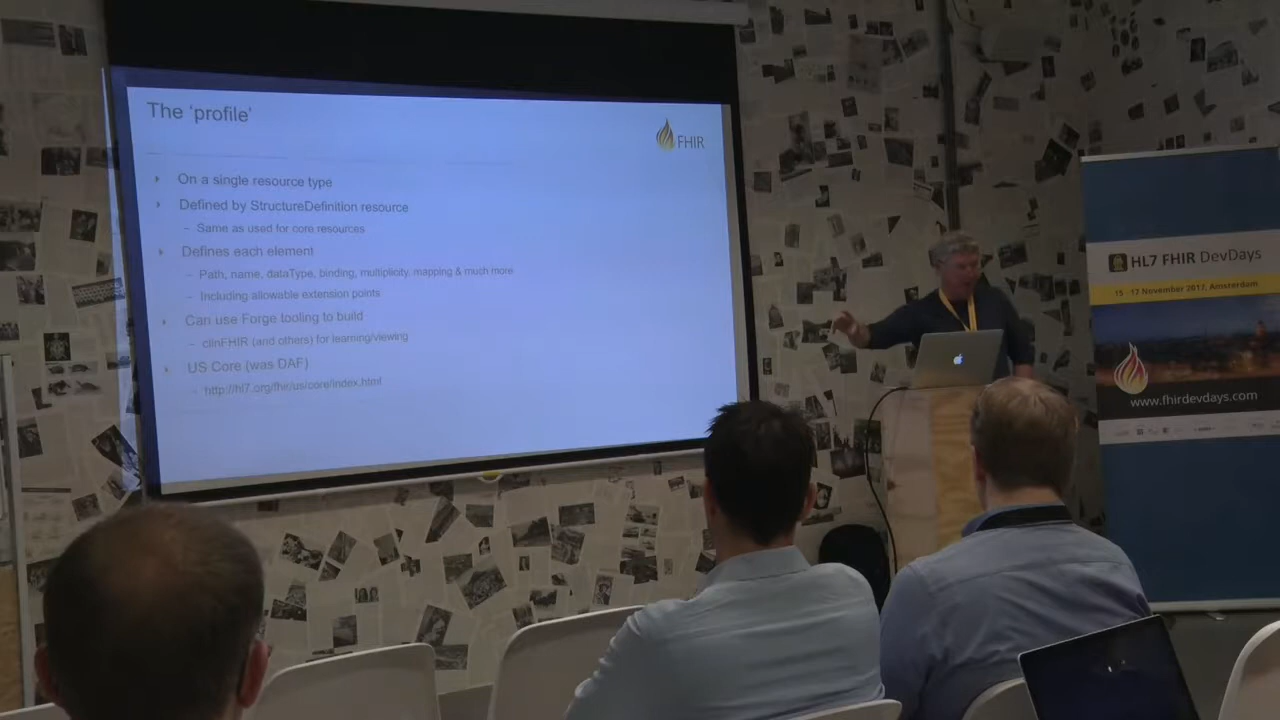 The 'profile'
FHIR
On a single resource type
Defined by StructureDefinition resource
– Same as used for core resources
Defines each element
– Path, name, dataType, binding, multiplicity, mapping & much more
– Including allowable extension points
Can use Forge tooling to build
– clinFHIR (and others) for learning/viewing
US Core (was DAF)
– http://hl7.org/fhir/us/core/index.html
HL7 FHIR DevDays
15 - 17 November 2017, Amsterdam
www.fhirdevdays.com